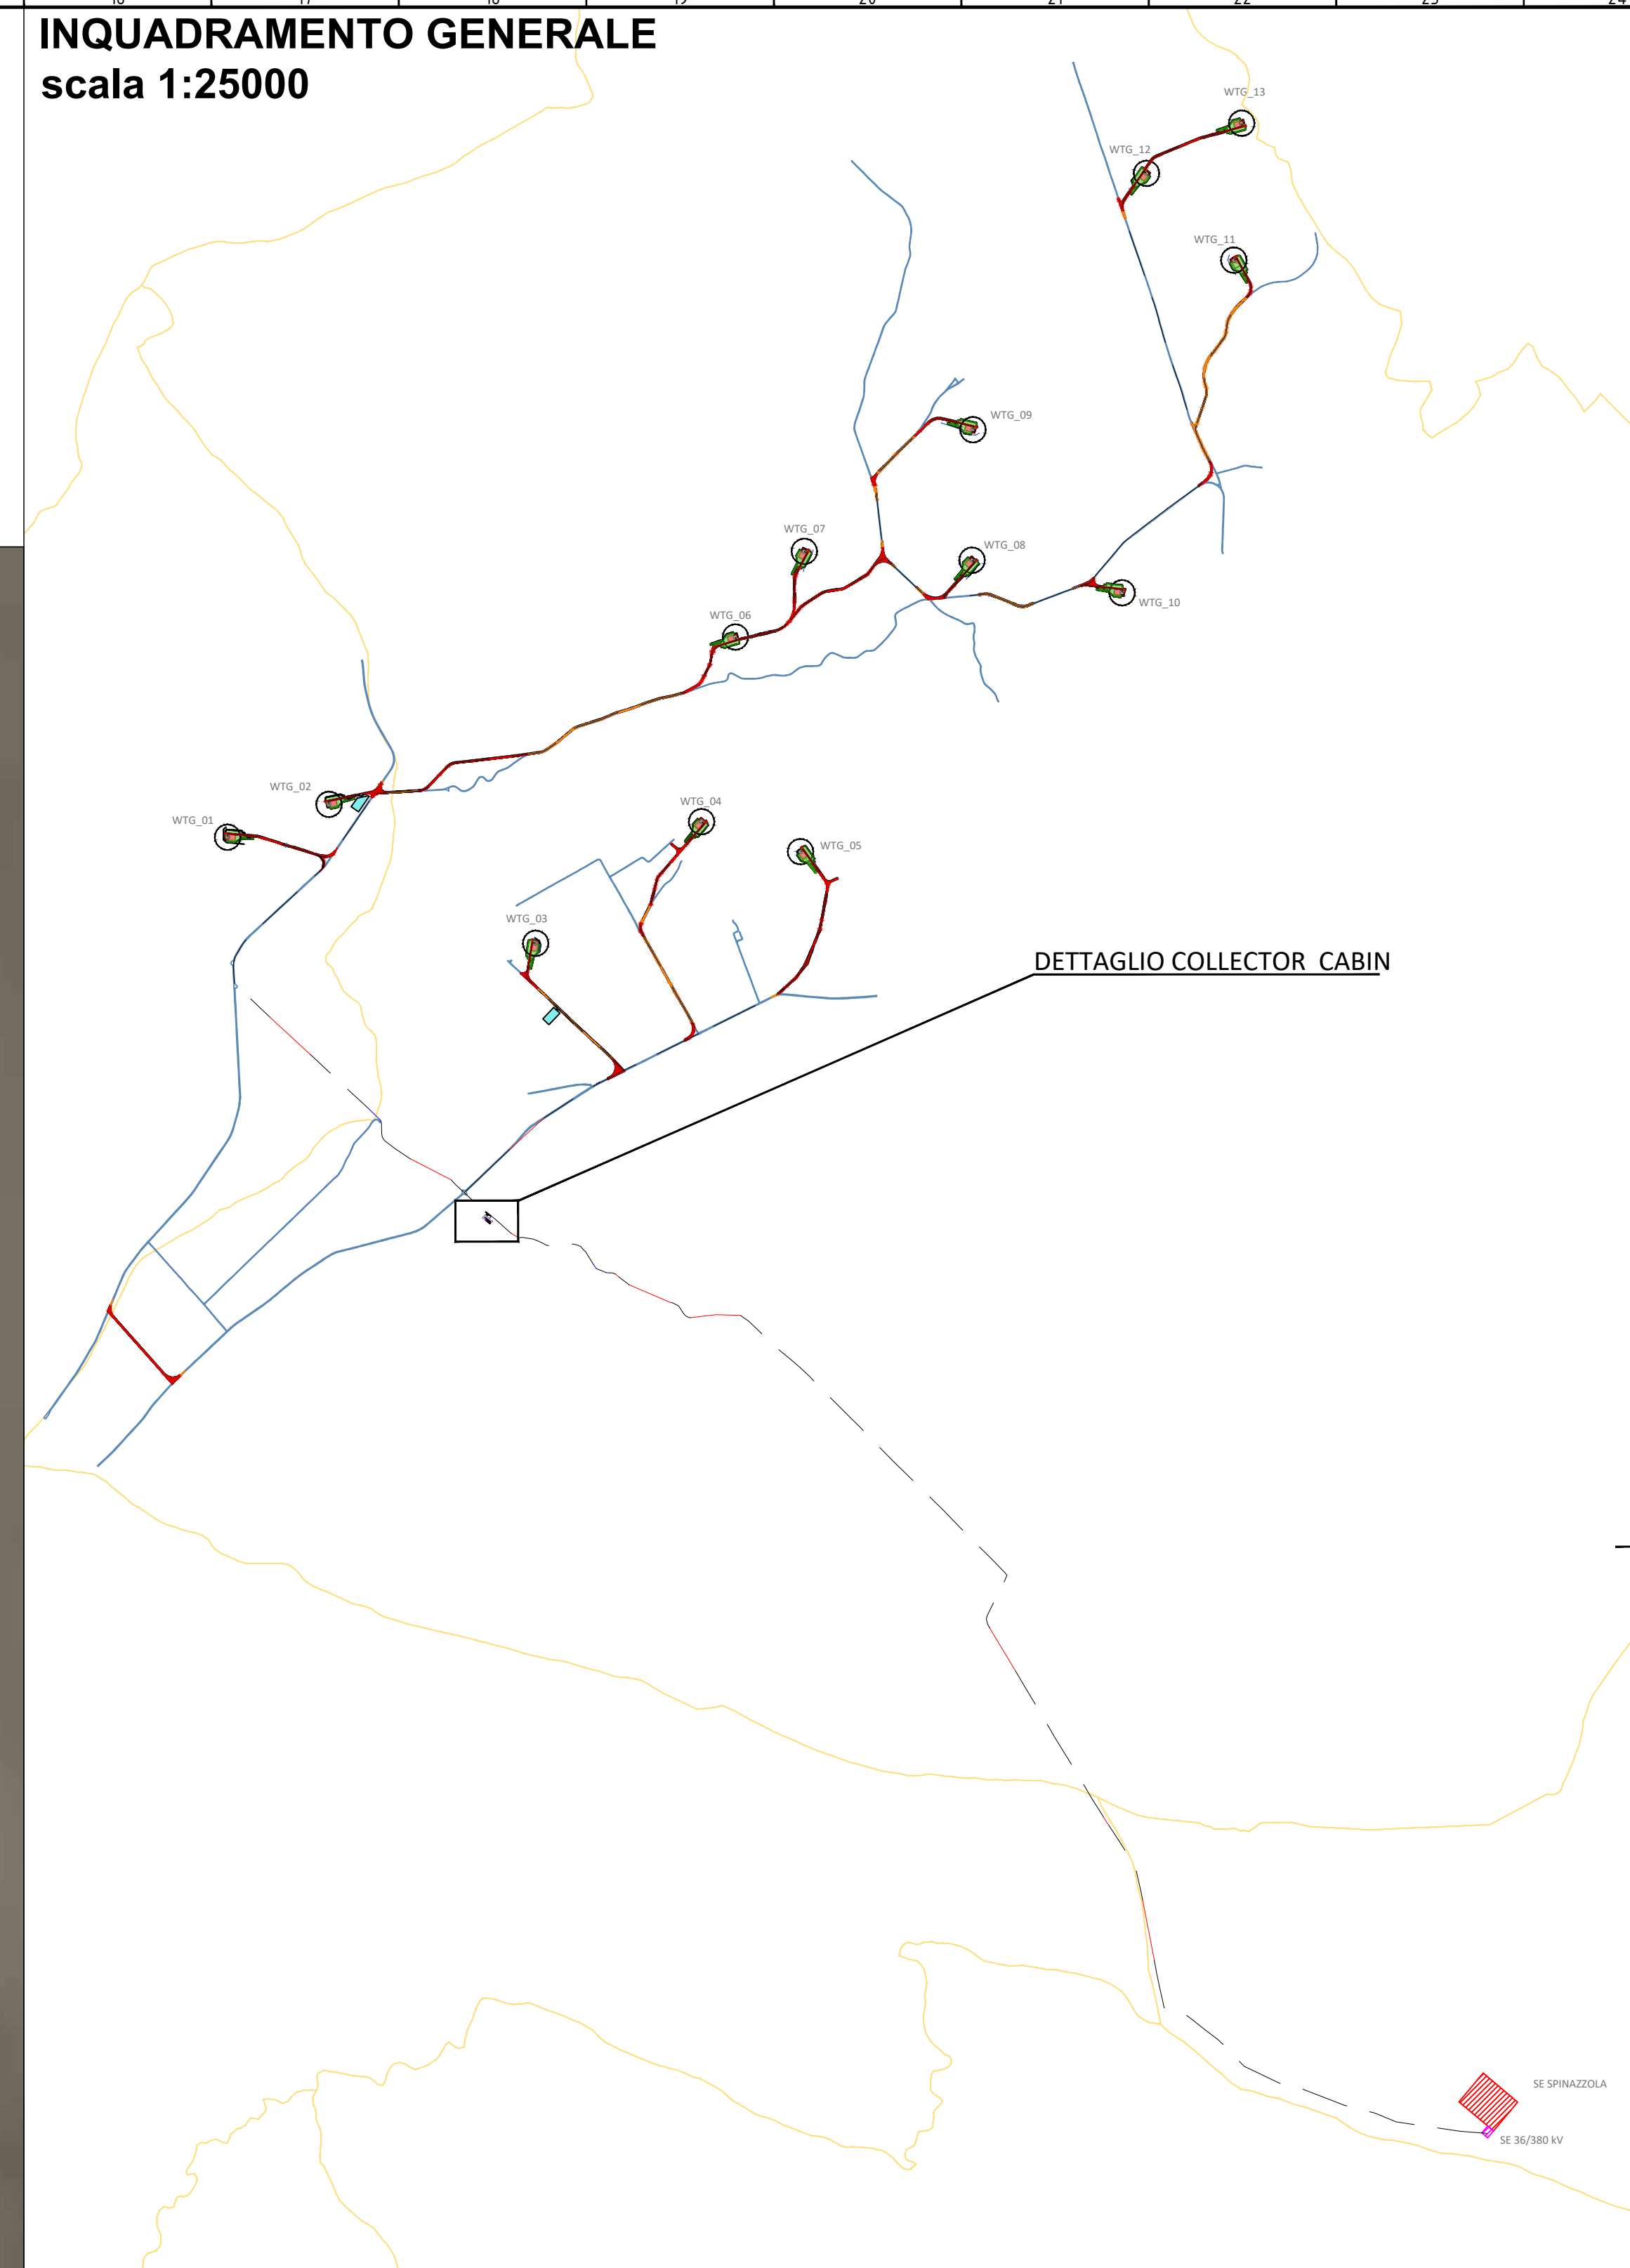 INQUADRAMENTO GENERALE
scala 1:25000
WTG_13
WTG_12
WTG_11
WTG_09
WTG_07
WTG_08
WTG_10
WTG_06
WTG_02
WTG_01
WTG_04
WTG_05
WTG_03
DETTAGLIO COLLECTOR CABIN
SE SPINAZZOLA
SE 36/380 kV